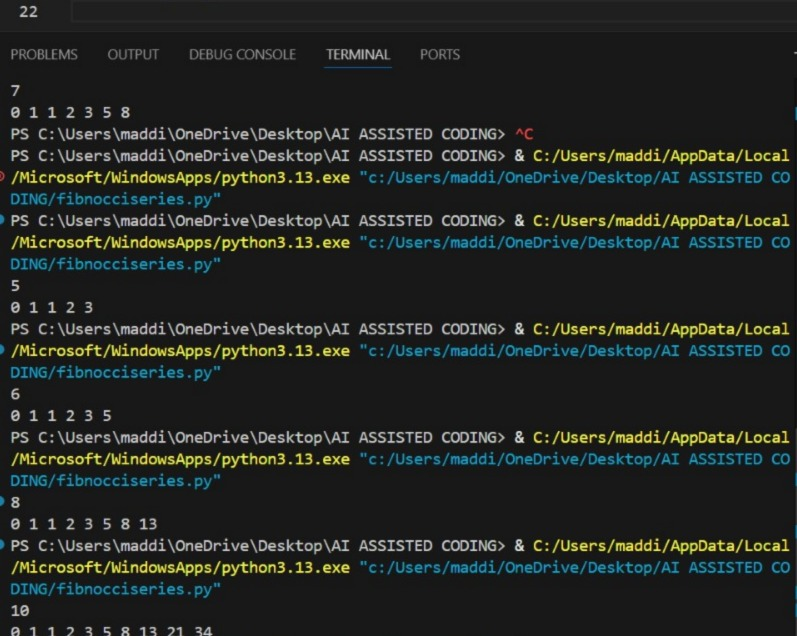 22
PROBLEMS OUTPUT DEBUG CONSOLE TERMINAL PORTS
7
0 1 1 2 3 5 8
PS C:\Users\maddi\OneDrive\Desktop\AI ASSISTED CODING> ^C
PS C:\Users\maddi\OneDrive\Desktop\AI ASSISTED CODING> & C:/Users/maddi/AppData/Local
/Microsoft/WindowsApps/python3.13.exe "c:/Users/maddi/OneDrive/Desktop/AI ASSISTED CO
DING/fibnocciseries.py"
PS C:\Users\maddi\OneDrive\Desktop\AI ASSISTED CODING> & C:/Users/maddi/AppData/Local
/Microsoft/WindowsApps/python3.13.exe "c:/Users/maddi/OneDrive/Desktop/AI ASSISTED CO
DING/fibnocciseries.py"
5
0 1 1 2 3
PS C:\Users\maddi\OneDrive\Desktop\AI ASSISTED CODING> & C:/Users/maddi/AppData/Local
/Microsoft/WindowsApps/python3.13.exe "c:/Users/maddi/OneDrive/Desktop/AI ASSISTED CO
DING/fibnocciseries.py"
6
0 1 1 2 3 5
PS C:\Users\maddi\OneDrive\Desktop\AI ASSISTED CODING> & C:/Users/maddi/AppData/Local
/Microsoft/WindowsApps/python3.13.exe "c:/Users/maddi/OneDrive/Desktop/AI ASSISTED CO
DING/fibnocciseries.py"
8
0 1 1 2 3 5 8 13
PS C:\Users\maddi\OneDrive\Desktop\AI ASSISTED CODING> & C:/Users/maddi/AppData/Local
/Microsoft/WindowsApps/python3.13.exe "c:/Users/maddi/OneDrive/Desktop/AI ASSISTED CO
DING/fibnocciseries.py"
10
0 1 1 2 3 5 8 13 21 34